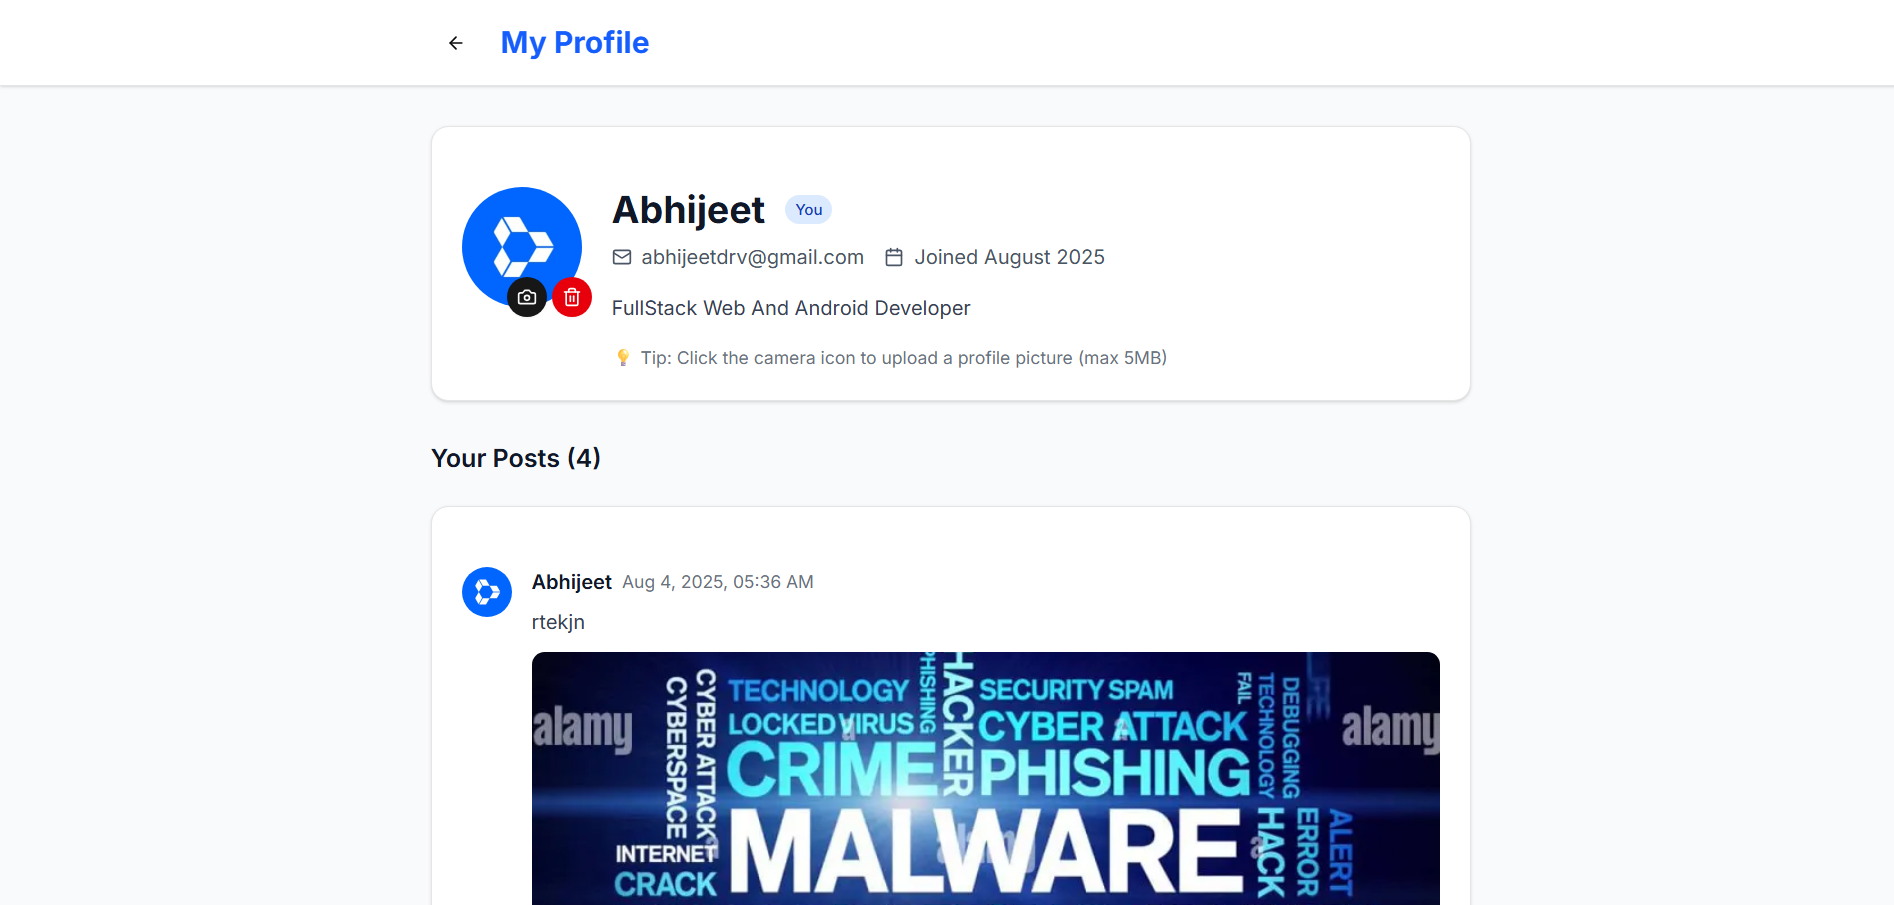 My Profile
Abhijeet You
abhijeetdrv@gmail.com Joined August 2025
FullStack Web And Android Developer
Tip: Click the camera icon to upload a profile picture (max 5MB)
Your Posts (4)
Abhijeet Aug 4, 2025, 05:36 AM
rtekjn
CYBERSPACE
CYBER ATTACK
TECHNOLOGY
LOCKED VIRUS
CRIME
PHISHING
HACKER
SECURITY SPAM
CYBER ATTACK
PHISHING
FAIL
TECHNOLOGY
DEBUGGING
alamy
alamy
INTERNET
CRACK
MALWARE
alamy
HACK
ERROR
ALERT
a
a
a
a